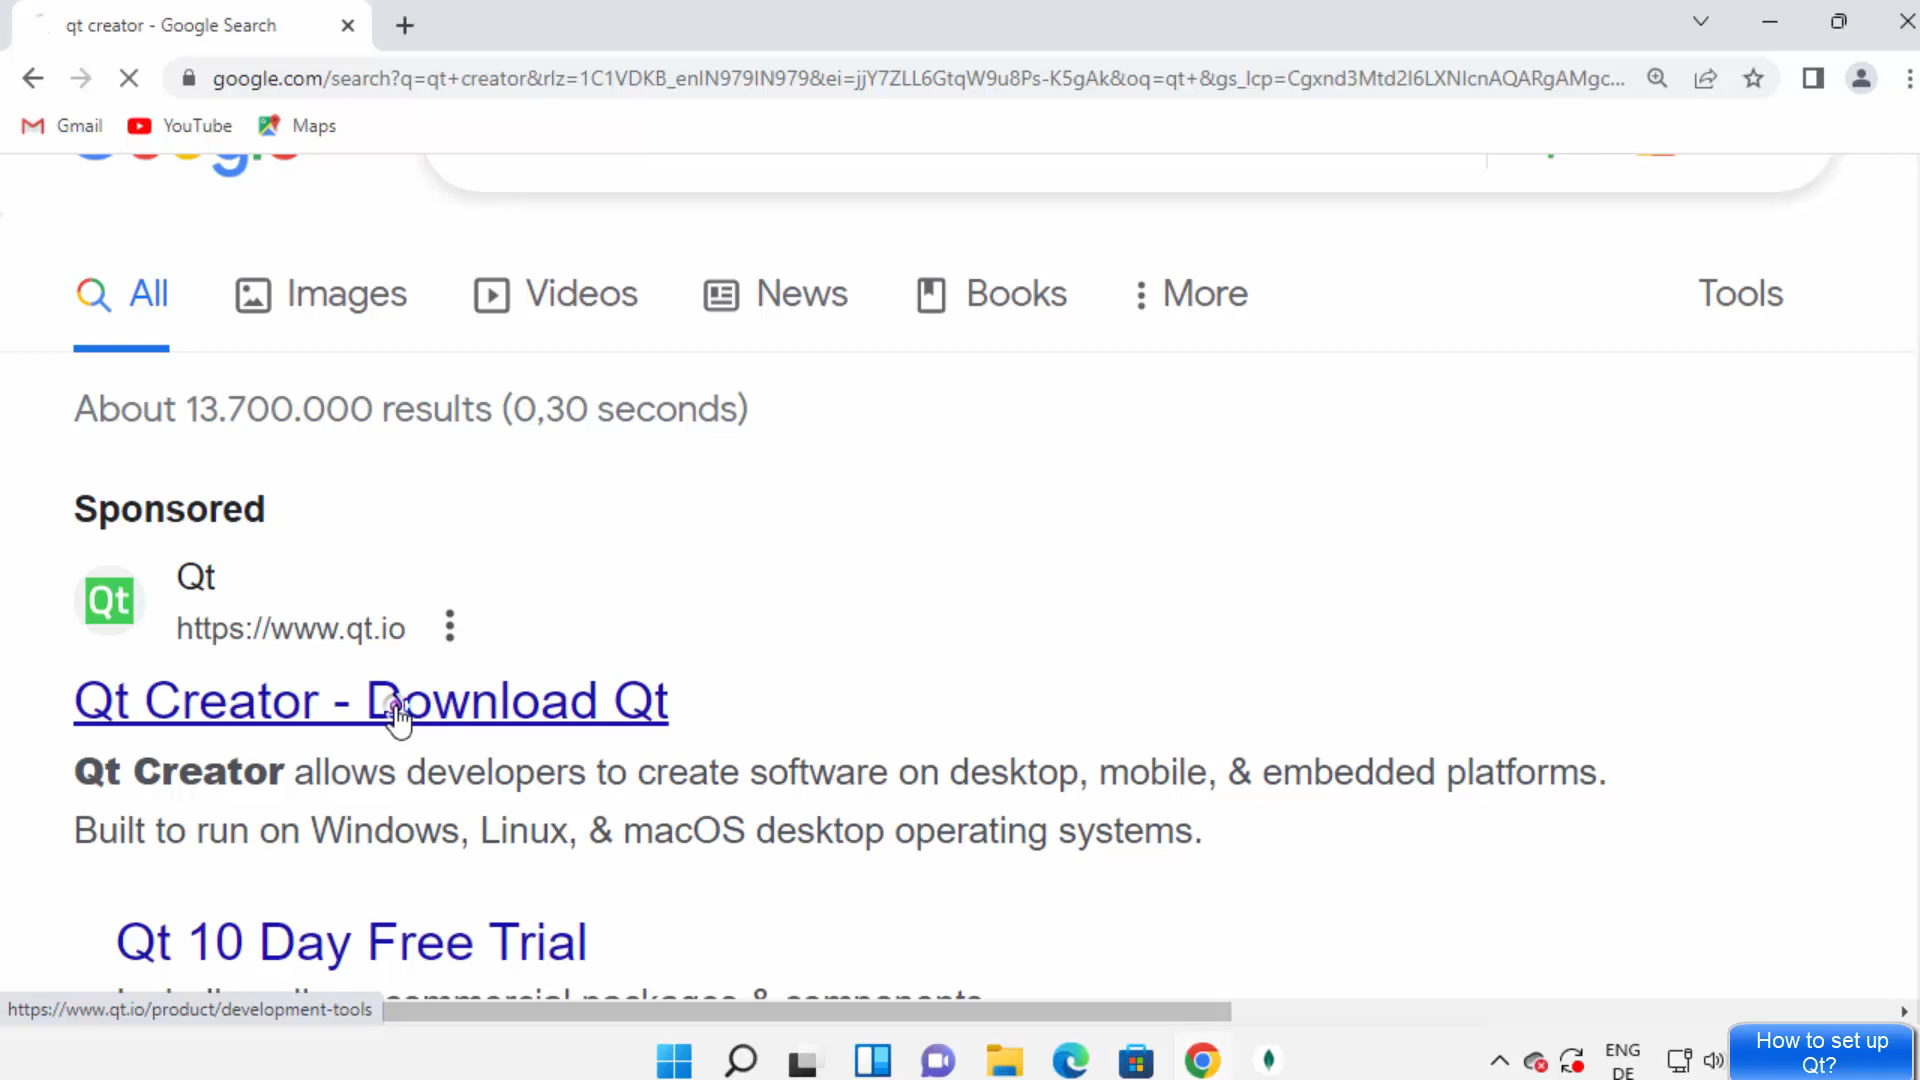 qt creator - Google Search
google.com/search?q=qt+creator&rlz=1C1VDKB_enIN979IN979&ei=jjY7ZLL6GtqW9u8Ps-K5gAk&oq=qt+&gs_lcp=Cgxnd3Mtd2l6LXNlcnAQARgAMgc...
Gmail
YouTube
Maps
All
Images
Videos
News
Books
More
Tools
About 13.700.000 results (0,30 seconds)
Sponsored
Qt
Qt
https://www.qt.io
Qt Creator - Download Qt
Qt Creator allows developers to create software on desktop, mobile, & embedded platforms.
Built to run on Windows, Linux, & macOS desktop operating systems.
Qt 10 Day Free Trial
commercial packages & components
https://www.qt.io/product/development-tools
ENG
DE
How to set up
Qt?